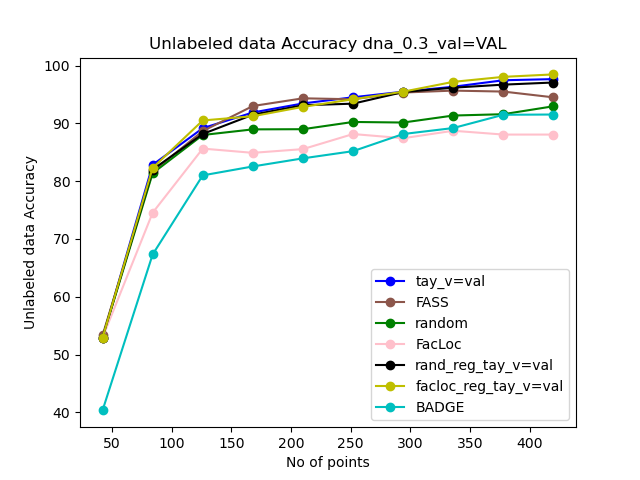 Unlabeled data Accuracy dna_0.3_val=VAL
100
90
80
70
60
50
40
Unlabeled data Accuracy
50 100 150 200 250 300 350 400
No of points
tay_v=val
FASS
random
FacLoc
rand_reg_tay_v=val
facloc_reg_tay_v=val
BADGE